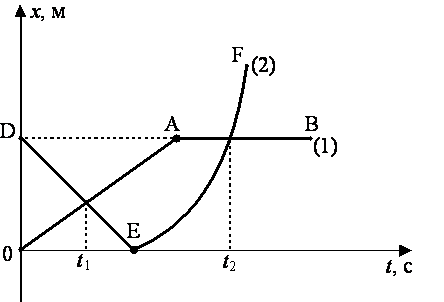 x, м
F
(2)
D
A
B
(1)
E
0
t₁
t₂
t, с